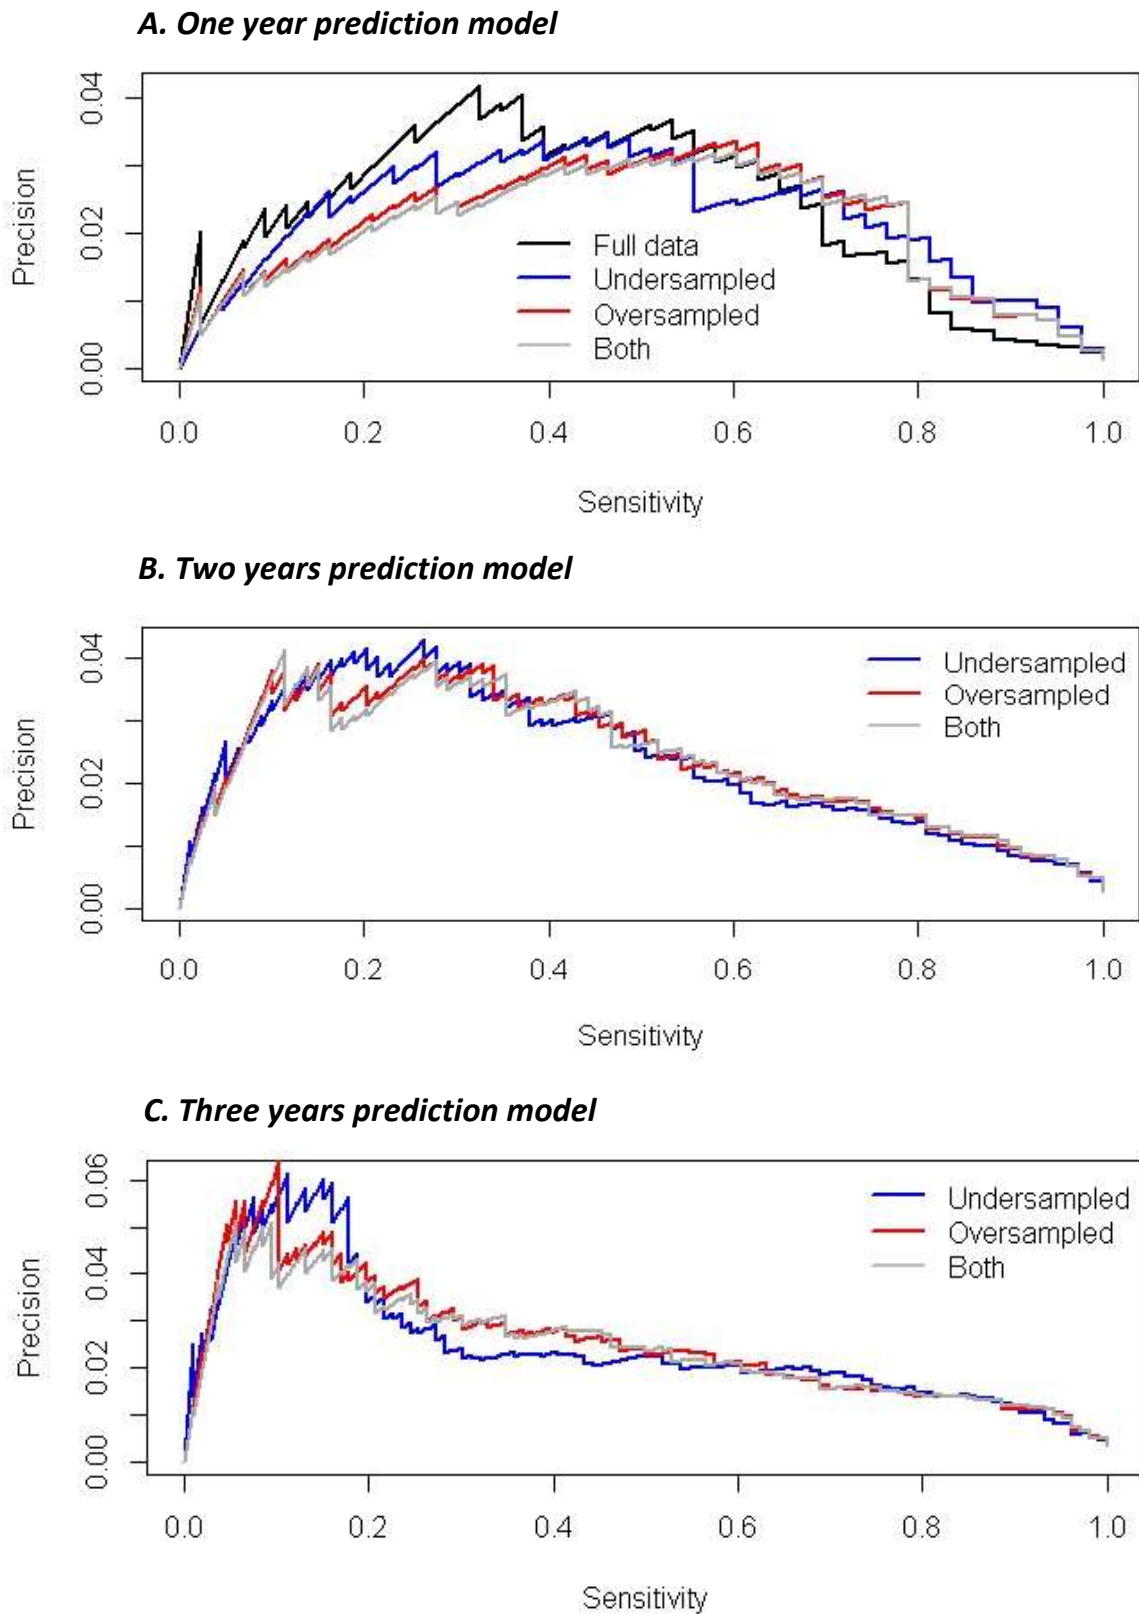 A. One year prediction model
0.04
0.02
0.00
Precision
Full data
Undersampled
Oversampled
Both
0.0 0.2 0.4 0.6 0.8 1.0
Sensitivity
B. Two years prediction model
0.04
0.02
0.00
Precision
Undersampled
Oversampled
Both
0.0 0.2 0.4 0.6 0.8 1.0
Sensitivity
C. Three years prediction model
0.06
0.04
0.02
0.00
Precision
Undersampled
Oversampled
Both
0.0 0.2 0.4 0.6 0.8 1.0
Sensitivity